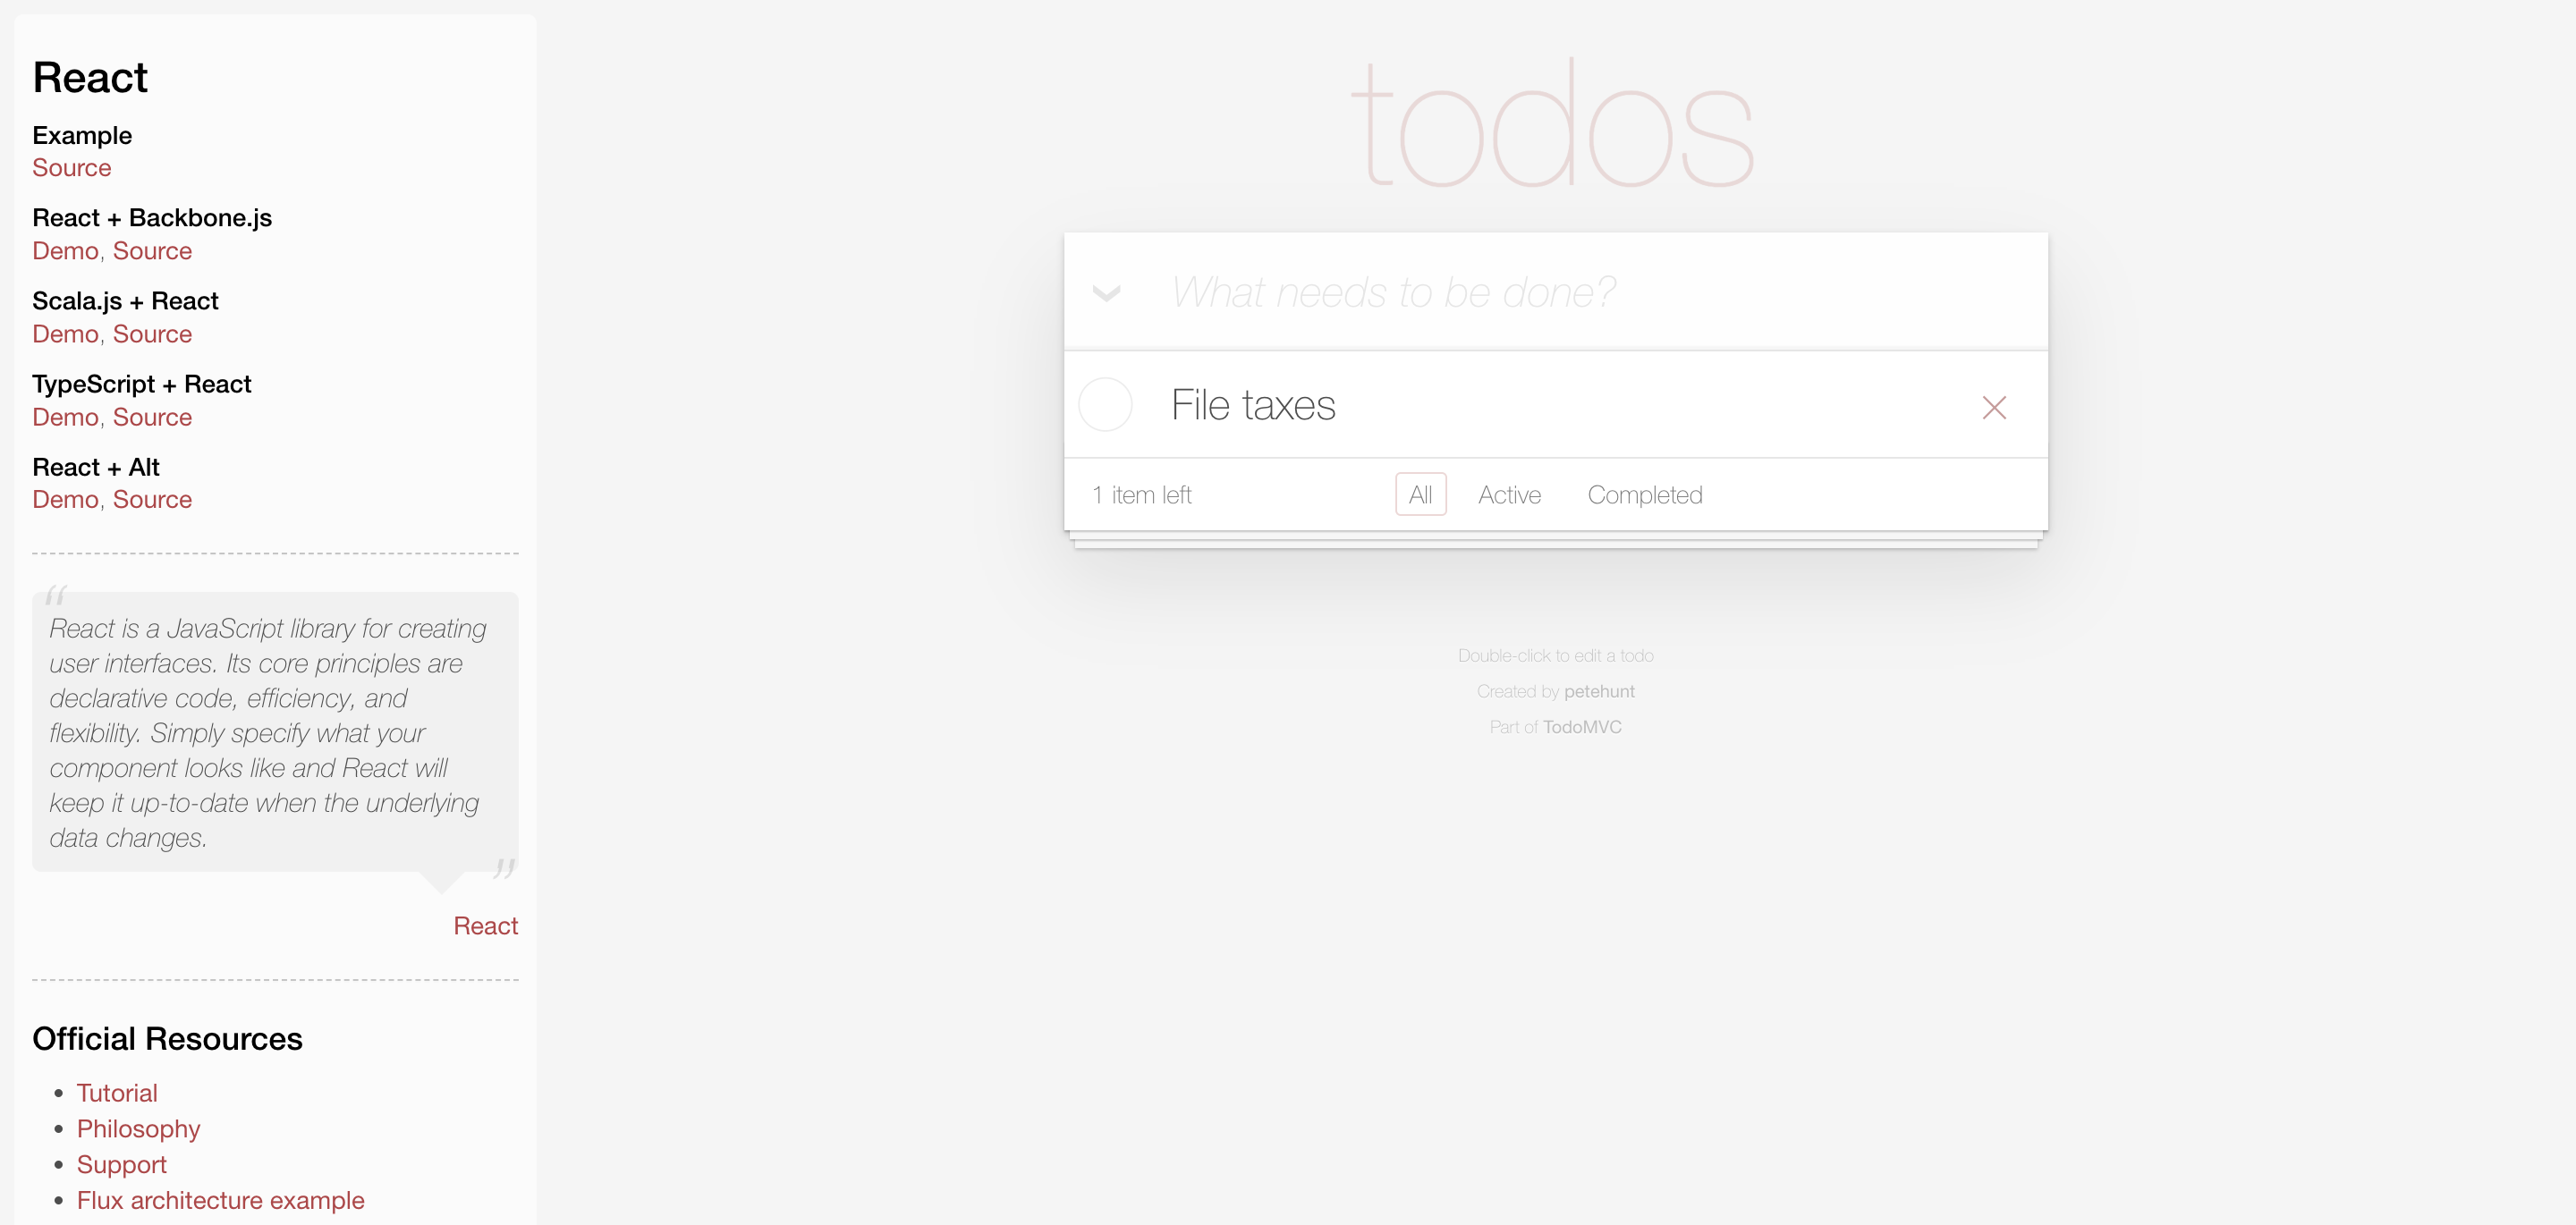 React
Example
Source
React + Backbone.js
Demo, Source
Scala.js + React
Demo, Source
TypeScript + React
Demo, Source
React + Alt
Demo, Source
“
React is a JavaScript library for creating
user interfaces. Its core principles are
declarative code, efficiency, and
flexibility. Simply specify what your
component looks like and React will
keep it up-to-date when the underlying
data changes.
”
React
Official Resources
• Tutorial
• Philosophy
• Support
• Flux architecture example
todos
What needs to be done?
File taxes
1 item left All Active Completed
Double-click to edit a todo
Created by petehunt
Part of TodoMVC